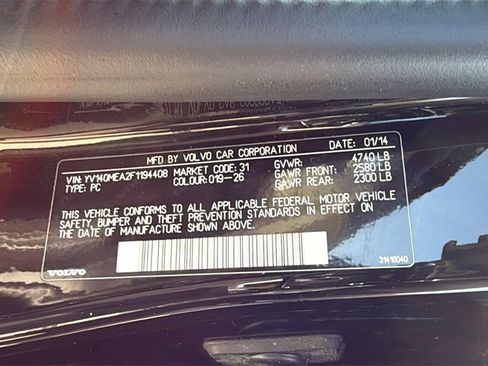 MFD BY VOLVO CAR CORPORATION DATE: 01/14
VIN: YV140MEA2F1194408 MARKET CODE: 31 GVWR: 4740 LB
TYPE: PC COLOUR: 019-26 GAWR FRONT: 2580 LB
GAWR REAR: 2300 LB
THIS VEHICLE CONFORMS TO ALL APPLICABLE FEDERAL MOTOR VEHICLE
SAFETY, BUMPER AND THEFT PREVENTION STANDARDS IN EFFECT ON
THE DATE OF MANUFACTURE SHOWN ABOVE.
VOLVO 31416040